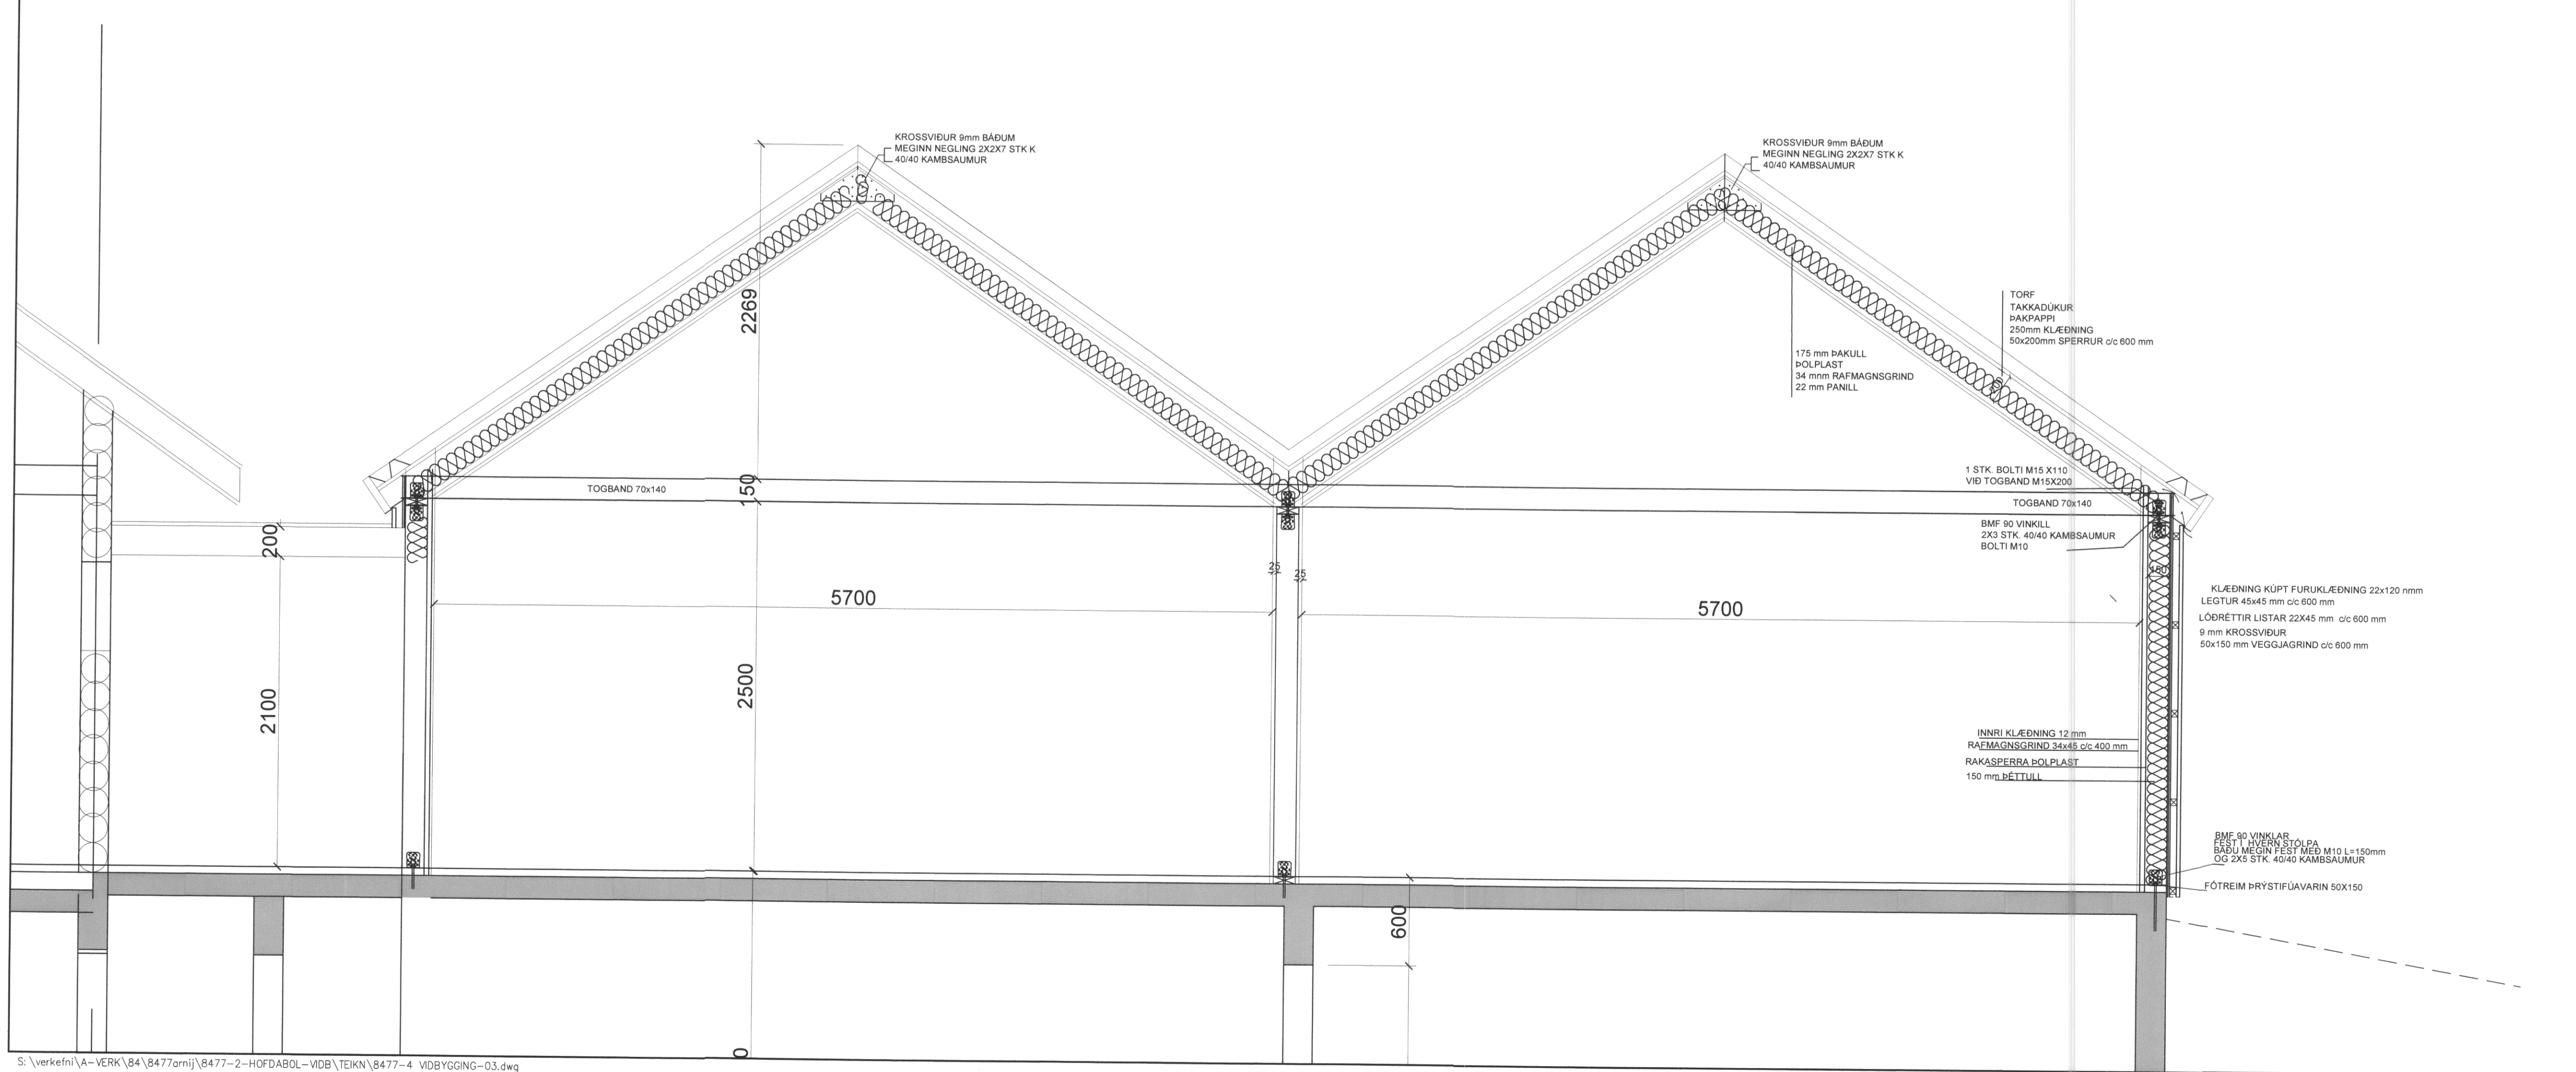 KROSSVIÐUR 9mm BÁÐUM
MEGINN NEGLING 2X2X7 STK K
40/40 KAMBSAUMUR
KROSSVIÐUR 9mm BÁÐUM
MEGINN NEGLING 2X2X7 STK K
40/40 KAMBSAUMUR
2269
TORF
TAKKADÚKUR
ÞAKPAPPI
250mm KLÆÐNING
50x200mm SPERRUR c/c 600 mm
175 mm ÞAKULL
ÞOLPLAST
34 mnm RAFMAGNSGRIND
22 mm PANILL
150
TOGBAND 70x140
1 STK. BOLTI M15 X110
VIÐ TOGBAND M15X200
TOGBAND 70x140
BMF 90 VINKILL
2X3 STK. 40/40 KAMBSAUMUR
BOLTI M10
200
25
25
150
5700
5700
KLÆÐNING KÚPT FURUKLÆÐNING 22x120 nmm
LEGTUR 45x45 mm c/c 600 mm
LÓÐRÉTTIR LISTAR 22X45 mm c/c 600 mm
9 mm KROSSVIÐUR
50x150 mm VEGGJAGRIND c/c 600 mm
2100
2500
INNRI KLÆÐNING 12 mm
RAFMAGNSGRIND 34x45 c/c 400 mm
RAKASPERRA ÞOLPLAST
150 mm ÞÉTTULL
BMF 90 VINKLAR
FEST Í HVERN STÓLPA
BÁÐU MEGIN FEST MEÐ M10 L=150mm
OG 2X5 STK. 40/40 KAMBSAUMUR
FÓTREIM ÞRÝSTIFÚAVARIN 50X150
600
0
S:\verkefni\A-VERK\84\8477arnij\8477-2-HOFDABOL-VIDB\TEIKN\8477-4 VIDBYGGING-03.dwg